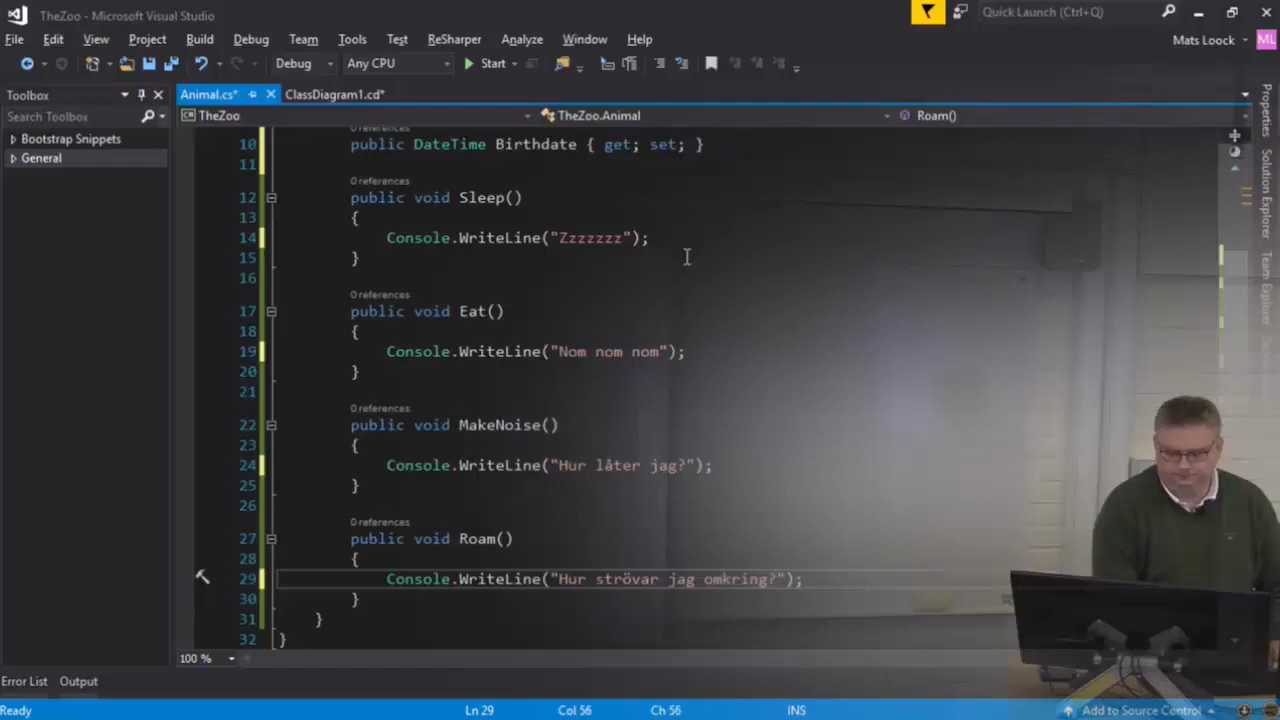 TheZoo - Microsoft Visual Studio
Quick Launch (Ctrl+Q)
File Edit View Project Build Debug Team Tools Test ReSharper Analyze Window Help
Mats Loock ML
Debug Any CPU Start
Toolbox
Animal.cs* ClassDiagram1.cd*
Search Toolbox
TheZoo TheZoo.Animal Roam()
Bootstrap Snippets
General
Properties
Solution Explorer
Team Explorer
0 references
10 public DateTime Birthdate { get; set; }
11
0 references
12 public void Sleep()
13 {
14 Console.WriteLine("Zzzzzzz");
15 }
16
0 references
17 public void Eat()
18 {
19 Console.WriteLine("Nom nom nom");
20 }
21
0 references
22 public void MakeNoise()
23 {
24 Console.WriteLine("Hur låter jag?");
25 }
26
0 references
27 public void Roam()
28 {
29 Console.WriteLine("Hur strövar jag omkring?");
30 }
31 }
32 }
100 %
Error List Output
Ready Ln 29 Col 56 Ch 56 INS Add to Source Control